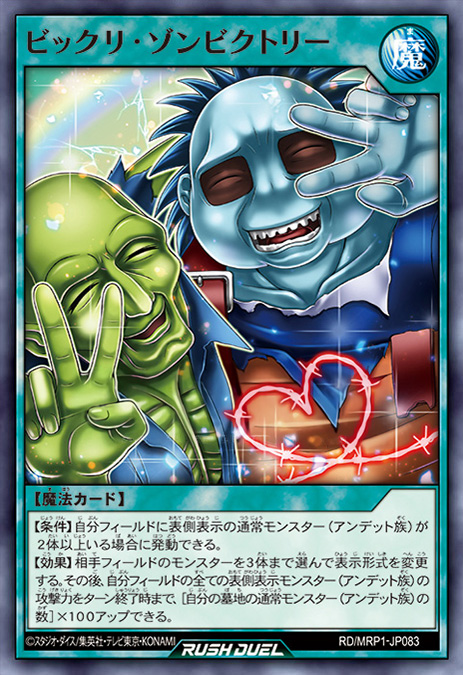 ビックリ・ゾンビクトリー
魔
【魔法カード】
【条件】自分フィールドに表側表示の通常モンスター(アンデット族)が
2体以上いる場合に発動できる。
【効果】相手フィールドのモンスターを3体まで選んで表示形式を変更
する。その後、自分フィールドの全ての表側表示モンスター(アンデット族)の
攻撃力をターン終了時まで、[自分の墓地の通常モンスター(アンデット族)の
数]×100アップできる。
©スタジオ・ダイス/集英社・テレビ東京・KONAMI
RUSH DUEL
RD/MRP1-JP083